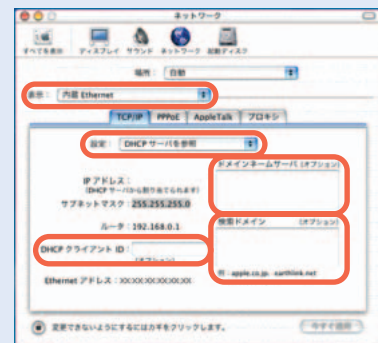 ネットワーク
すべてを表示 ディスプレイ サウンド ネットワーク 起動ディスク
場所： 自動
表示： 内蔵 Ethernet
TCP/IP PPPoE AppleTalk プロキシ
設定： DHCP サーバを参照
ドメインネームサーバ （オプション）
IP アドレス：
（DHCP サーバから割り当てられます）
サブネットマスク： 255.255.255.0
ルータ： 192.168.0.1
検索ドメイン （オプション）
DHCP クライアント ID：
（オプション）
例：apple.co.jp、earthlink.net
Ethernet アドレス：XX:XX:XX:XX:XX:XX
変更できないようにするにはカギをクリックします。
今すぐ適用